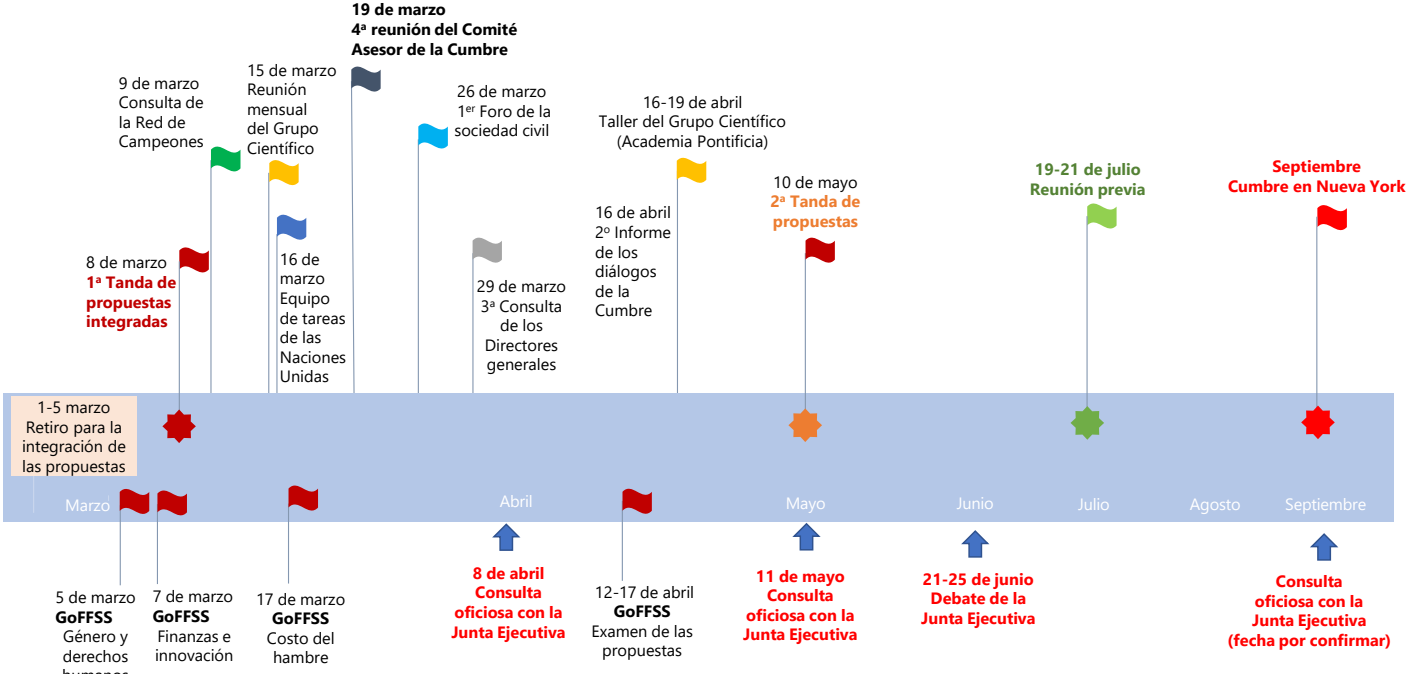 19 de marzo
4ª reunión del Comité
Asesor de la Cumbre
9 de marzo
Consulta de
la Red de
Campeones
15 de marzo
Reunión
mensual
del Grupo
Científico
26 de marzo
1er Foro de la
sociedad civil
16-19 de abril
Taller del Grupo Científico
(Academia Pontificia)
19-21 de julio
Reunión previa
Septiembre
Cumbre en Nueva York
8 de marzo
1ª Tanda de
propuestas
integradas
16 de
marzo
Equipo
de tareas
de las
Naciones
Unidas
29 de marzo
3ª Consulta
de los
Directores
generales
16 de abril
2º Informe
de los
diálogos
de la
Cumbre
10 de mayo
2ª Tanda de
propuestas
1-5 marzo
Retiro para la
integración de
las propuestas
Marzo
Abril
Mayo
Junio
Julio
Agosto
Septiembre
5 de marzo
GoFFSS
Género y
derechos
humanos
7 de marzo
GoFFSS
Finanzas e
innovación
17 de marzo
GoFFSS
Costo del
hambre
8 de abril
Consulta
oficiosa con la
Junta Ejecutiva
12-17 de abril
GoFFSS
Examen de las
propuestas
11 de mayo
Consulta
oficiosa con la
Junta Ejecutiva
21-25 de junio
Debate de la
Junta Ejecutiva
Consulta
oficiosa con la
Junta Ejecutiva
(fecha por confirmar)